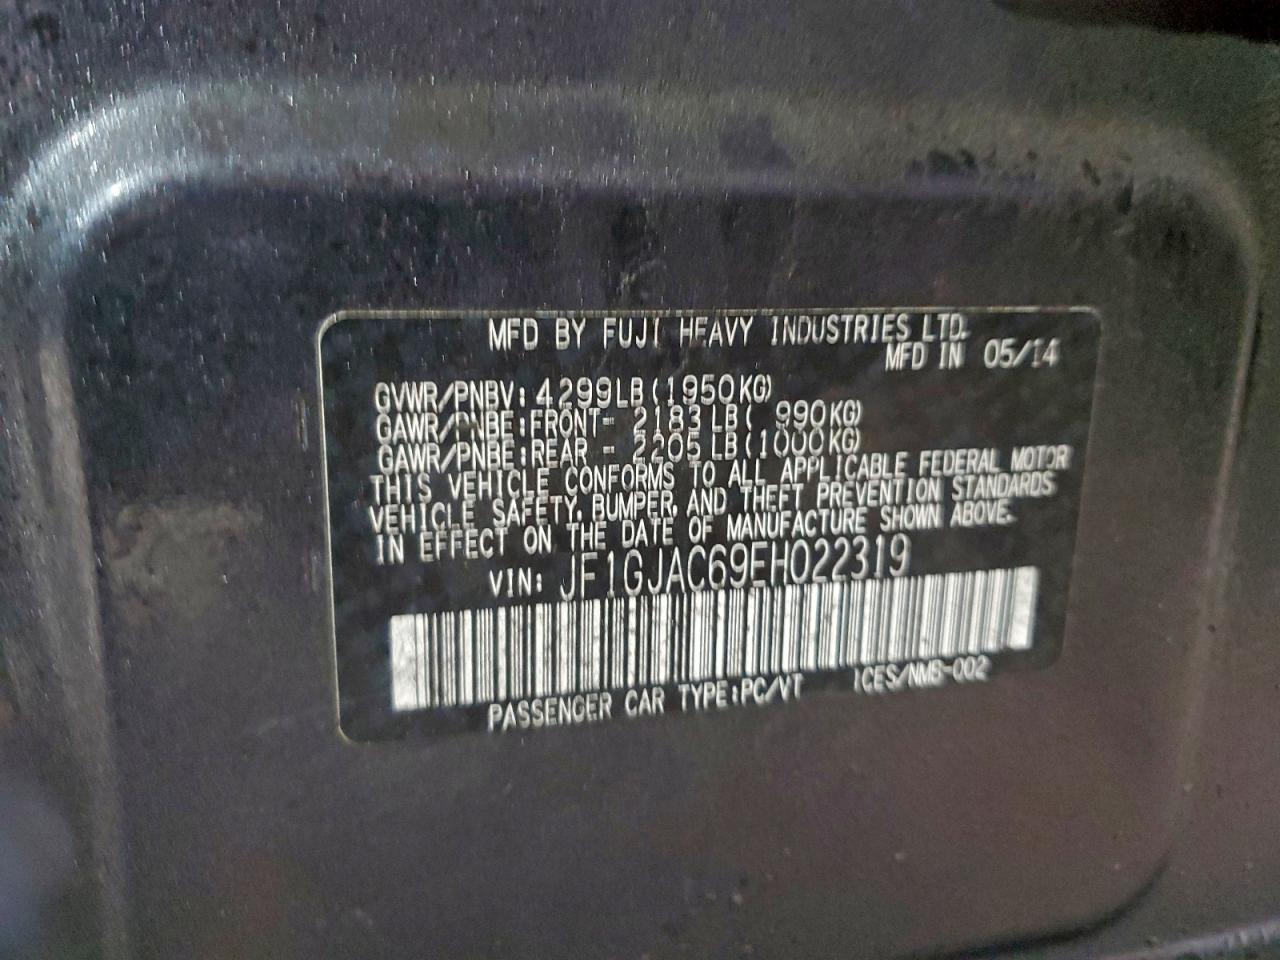 MFD BY FUJI HEAVY INDUSTRIES LTD.
MFD IN 05/14
GVWR/PNBV: 4299LB(1950KG)
GAWR/PNBE:FRONT- 2183LB( 990KG)
GAWR/PNBE:REAR - 2205LB(1000KG)
THIS VEHICLE CONFORMS TO ALL APPLICABLE FEDERAL MOTOR
VEHICLE SAFETY, BUMPER, AND THEFT PREVENTION STANDARDS
IN EFFECT ON THE DATE OF MANUFACTURE SHOWN ABOVE.
VIN: JF1GJAC69EH022319
PASSENGER CAR TYPE:PC/VT ICES/NMB-002